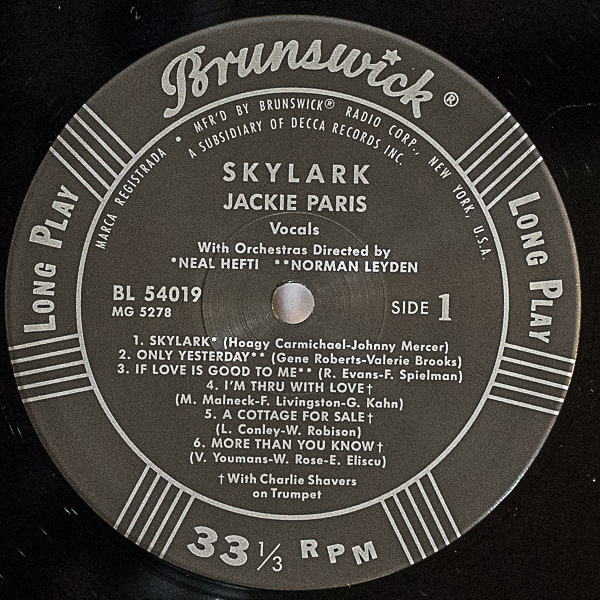 Brunswick®
MARCA REGISTRADA • MFR'D BY BRUNSWICK® RADIO CORP., NEW YORK, U.S.A.
A SUBSIDIARY OF DECCA RECORDS INC.
SKYLARK
JACKIE PARIS
Vocals
With Orchestras Directed by
*NEAL HEFTI **NORMAN LEYDEN
LONG PLAY
LONG PLAY
BL 54019
MG 5278
SIDE 1
1. SKYLARK* (Hoagy Carmichael-Johnny Mercer)
2. ONLY YESTERDAY** (Gene Roberts-Valerie Brooks)
3. IF LOVE IS GOOD TO ME** (R. Evans-F. Spielman)
4. I'M THRU WITH LOVE†
(M. Malneck-F. Livingston-G. Kahn)
5. A COTTAGE FOR SALE†
(L. Conley-W. Robison)
6. MORE THAN YOU KNOW†
(V. Youmans-W. Rose-E. Eliscu)
†With Charlie Shavers
on Trumpet
33 1/3 RPM